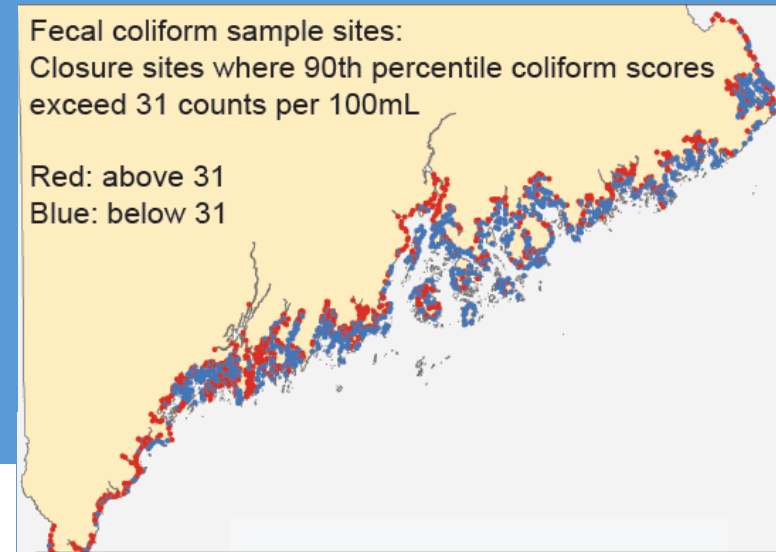 Fecal coliform sample sites:
Closure sites where 90th percentile coliform scores
exceed 31 counts per 100mL
Red: above 31
Blue: below 31